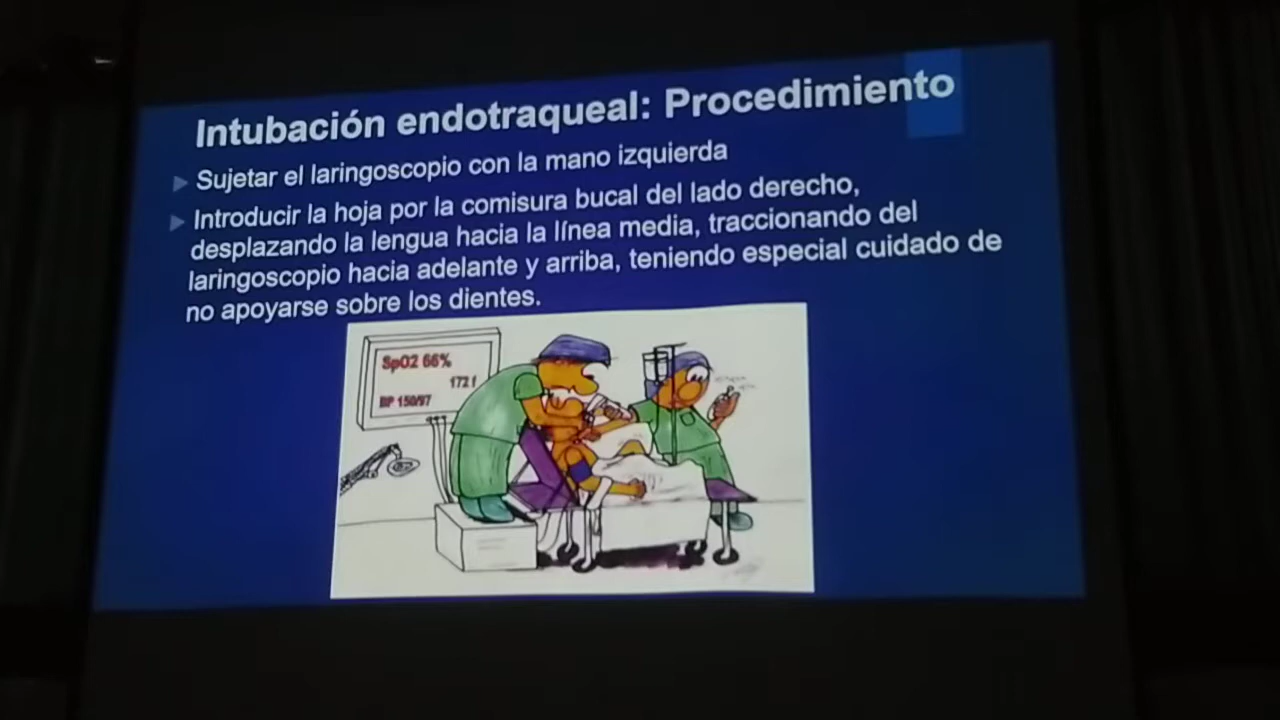 Intubación endotraqueal: Procedimiento
Sujetar el laringoscopio con la mano izquierda
Introducir la hoja por la comisura bucal del lado derecho,
desplazando la lengua hacia la línea media, traccionando del
laringoscopio hacia adelante y arriba, teniendo especial cuidado de
no apoyarse sobre los dientes.
SpO2 66%
172 f
BP 150/97